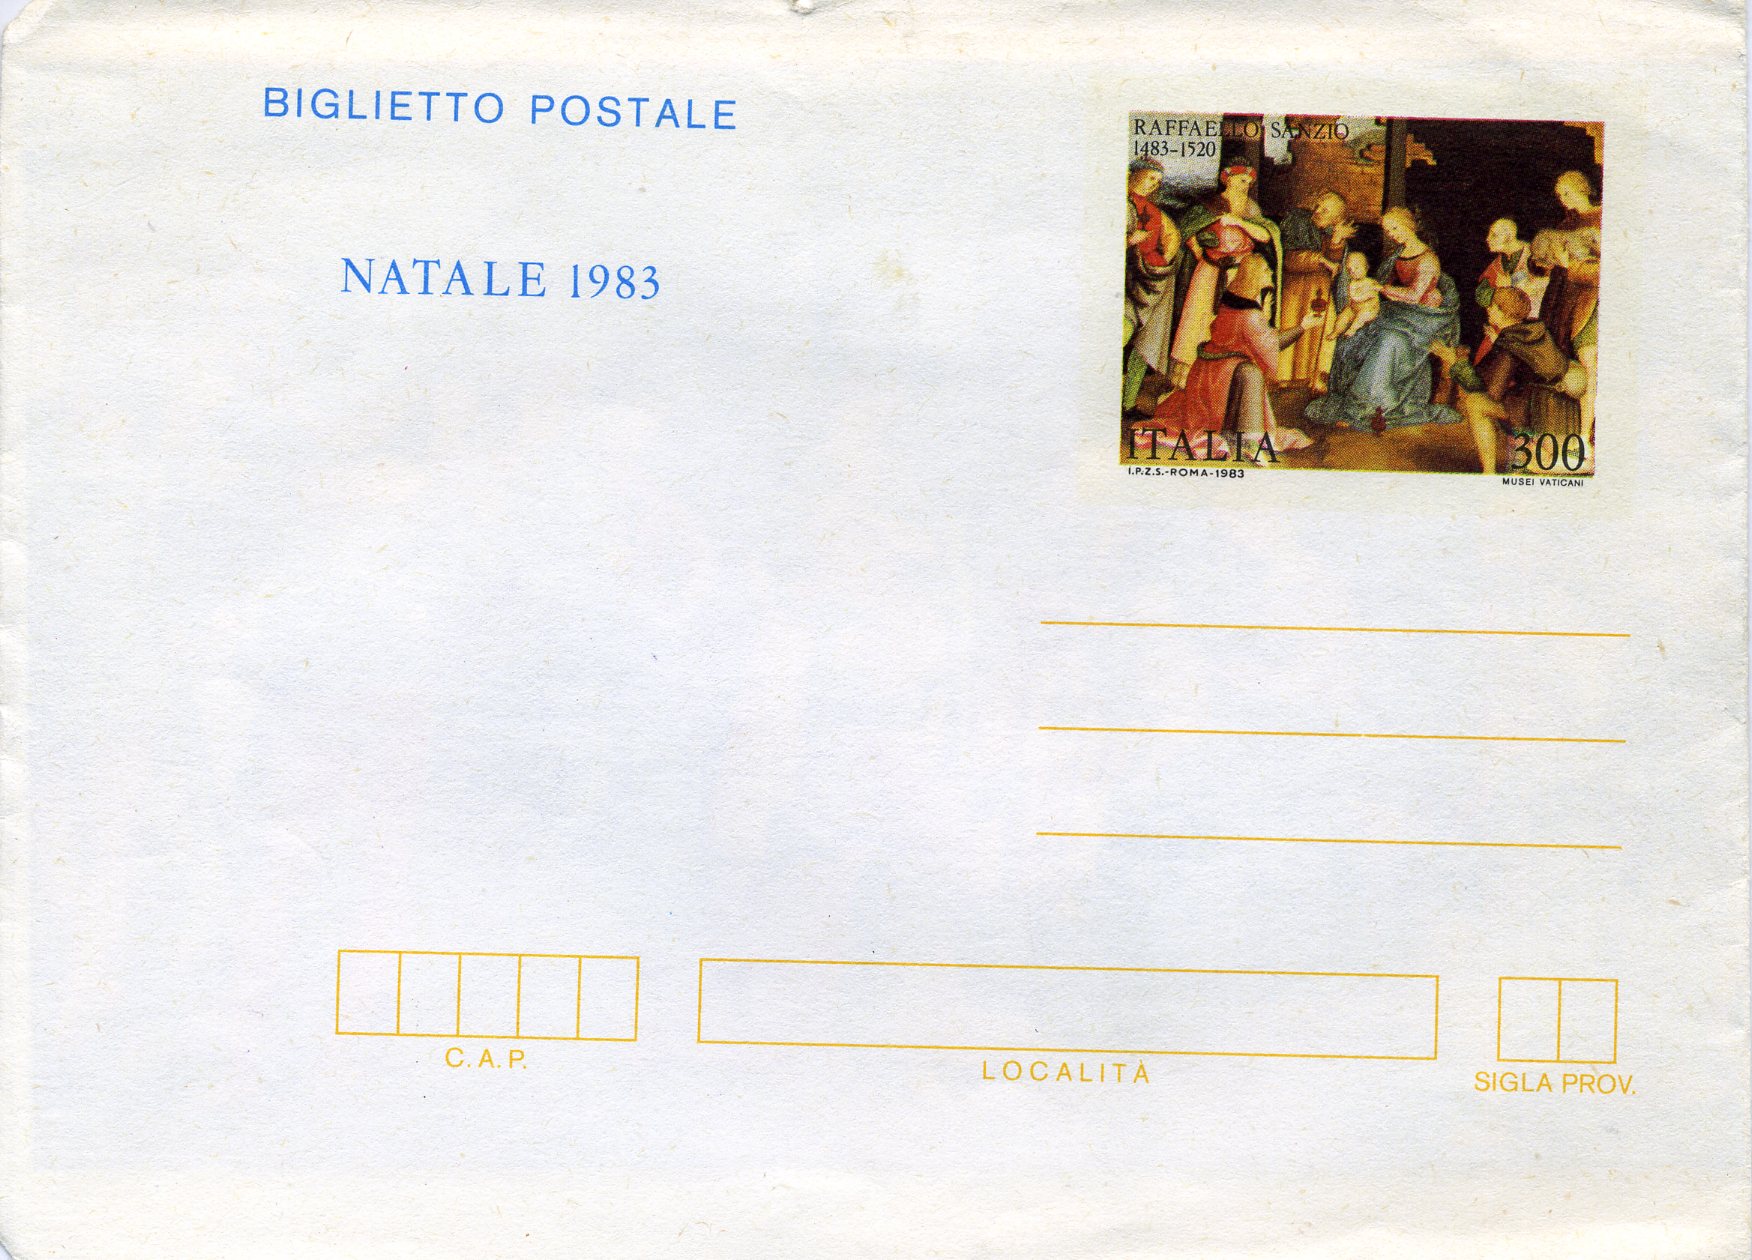 BIGLIETTO POSTALE
NATALE 1983
RAFFAELLO SANZIO
1483-1520
ITALIA
300
I.P.Z.S.-ROMA-1983
MUSEI VATICANI
C.A.P.
LOCALITÀ
SIGLA PROV.